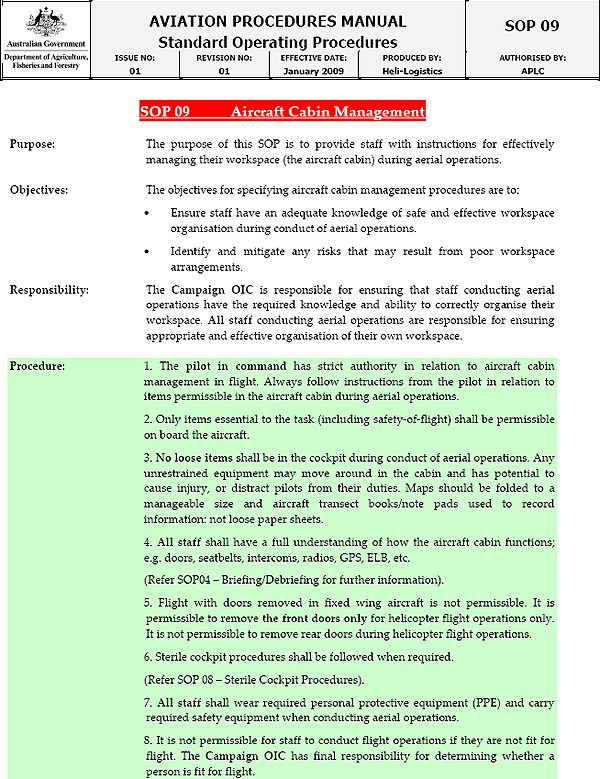 Australian Government
Department of Agriculture,
Fisheries and Forestry
AVIATION PROCEDURES MANUAL
Standard Operating Procedures
SOP 09
ISSUE NO:
01
REVISION NO:
01
EFFECTIVE DATE:
January 2009
PRODUCED BY:
Heli-Logistics
AUTHORISED BY:
APLC
SOP 09 Aircraft Cabin Management
Purpose:
The purpose of this SOP is to provide staff with instructions for effectively
managing their workspace (the aircraft cabin) during aerial operations.
Objectives:
The objectives for specifying aircraft cabin management procedures are to:
• Ensure staff have an adequate knowledge of safe and effective workspace
organisation during conduct of aerial operations.
• Identify and mitigate any risks that may result from poor workspace
arrangements.
Responsibility:
The Campaign OIC is responsible for ensuring that staff conducting aerial
operations have the required knowledge and ability to correctly organise their
workspace. All staff conducting aerial operations are responsible for ensuring
appropriate and effective organisation of their own workspace.
Procedure:
1. The pilot in command has strict authority in relation to aircraft cabin
management in flight. Always follow instructions from the pilot in relation to
items permissible in the aircraft cabin during aerial operations.
2. Only items essential to the task (including safety-of-flight) shall be permissible
on board the aircraft.
3. No loose items shall be in the cockpit during conduct of aerial operations. Any
unrestrained equipment may move around in the cabin and has potential to
cause injury, or distract pilots from their duties. Maps should be folded to a
manageable size and aircraft transect books/note pads used to record
information: not loose paper sheets.
4. All staff shall have a full understanding of how the aircraft cabin functions;
e.g. doors, seatbelts, intercoms, radios, GPS, ELB, etc.
(Refer SOP04 – Briefing/Debriefing for further information).
5. Flight with doors removed in fixed wing aircraft is not permissible. It is
permissible to remove the front doors only for helicopter flight operations only.
It is not permissible to remove rear doors during helicopter flight operations.
6. Sterile cockpit procedures shall be followed when required.
(Refer SOP 08 – Sterile Cockpit Procedures).
7. All staff shall wear required personal protective equipment (PPE) and carry
required safety equipment when conducting aerial operations.
8. It is not permissible for staff to conduct flight operations if they are not fit for
flight. The Campaign OIC has final responsibility for determining whether a
person is fit for flight.